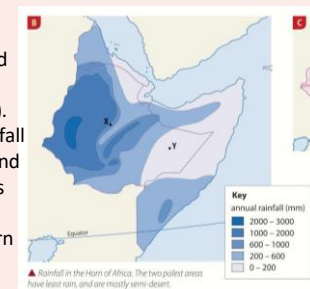 B
C
d
).
fall
nd
s
rn
X
Y
Equator
Key
annual rainfall (mm)
2000 – 3000
1000 – 2000
600 – 1000
200 – 600
0 – 200
▲ Rainfall in the Horn of Africa. The two palest areas
have least rain, and are mostly semi-desert.